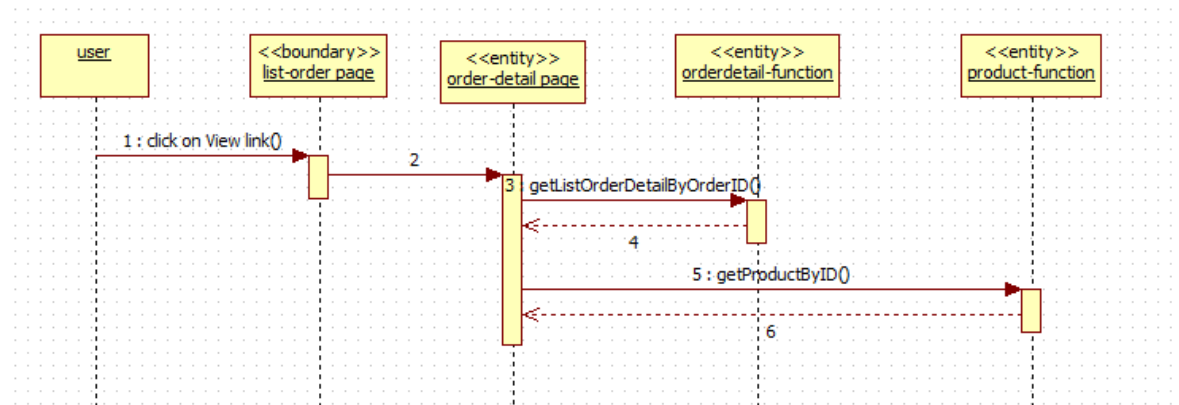 user
<<boundary>>
list-order page
<<entity>>
order-detail page
<<entity>>
orderdetail-function
<<entity>>
product-function
1 : click on View link()
2
3 : getListOrderDetailByOrderID()
4
5 : getProductByID()
6